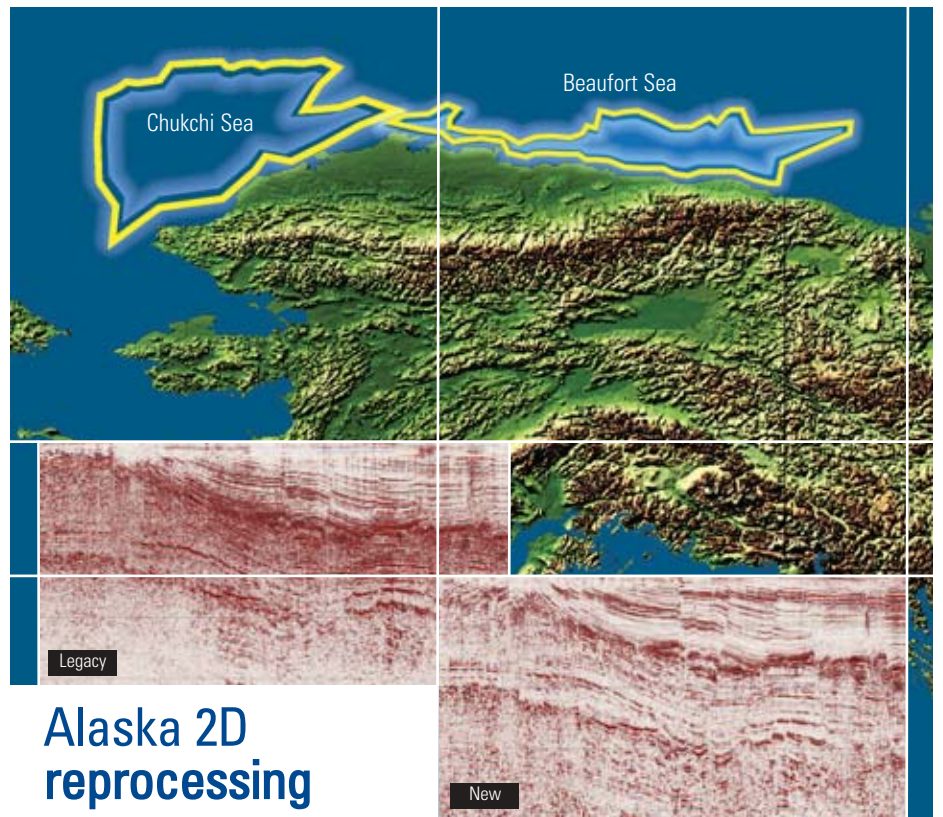 Beaufort Sea
Chukchi Sea
Legacy
Alaska 2D
reprocessing
New